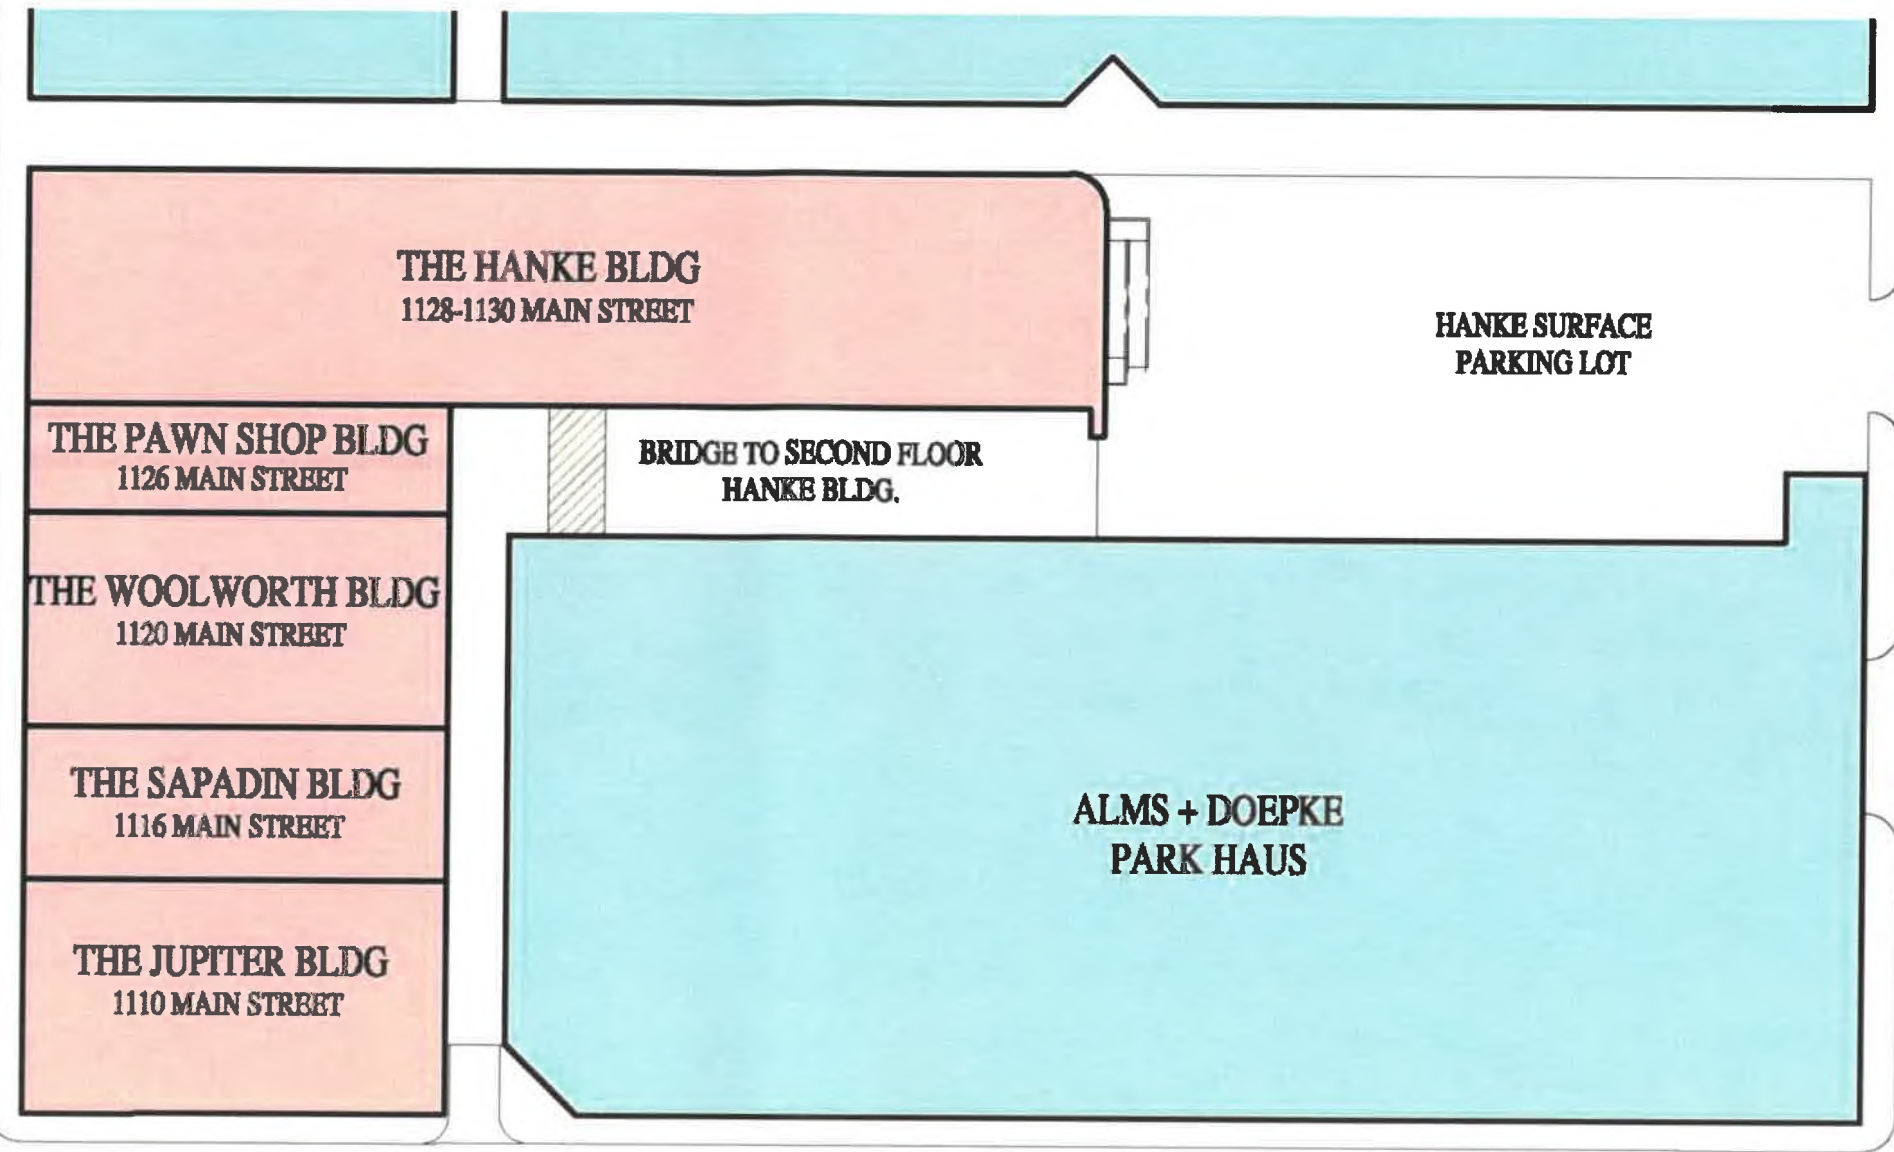 THE HANKE BLDG
1128-1130 MAIN STREET
HANKE SURFACE
PARKING LOT
THE PAWN SHOP BLDG
1126 MAIN STREET
BRIDGE TO SECOND FLOOR
HANKE BLDG.
THE WOOLWORTH BLDG
1120 MAIN STREET
THE SAPADIN BLDG
1116 MAIN STREET
ALMS + DOEPKE
PARK HAUS
THE JUPITER BLDG
1110 MAIN STREET